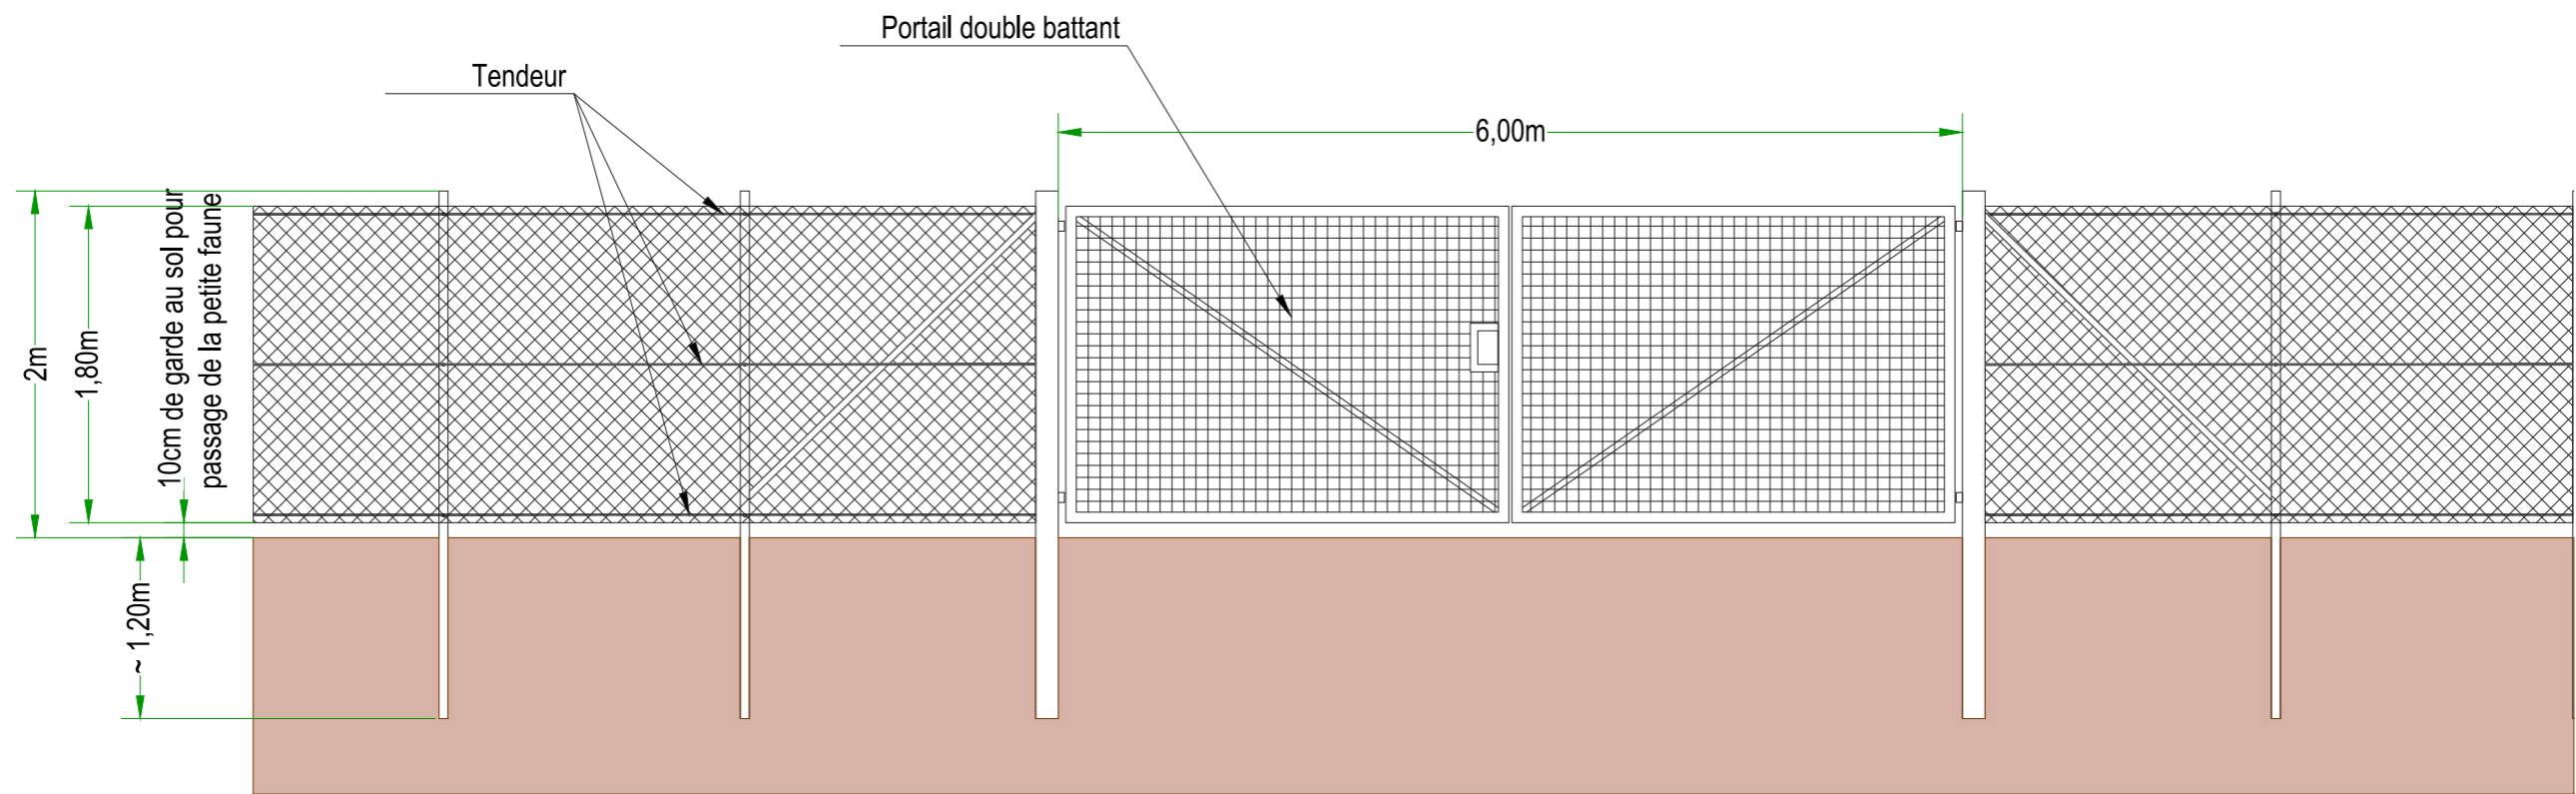 Portail double battant
Tendeur
6,00m
2m
1,80m
10cm de garde au sol pour
passage de la petite faune
~ 1,20m